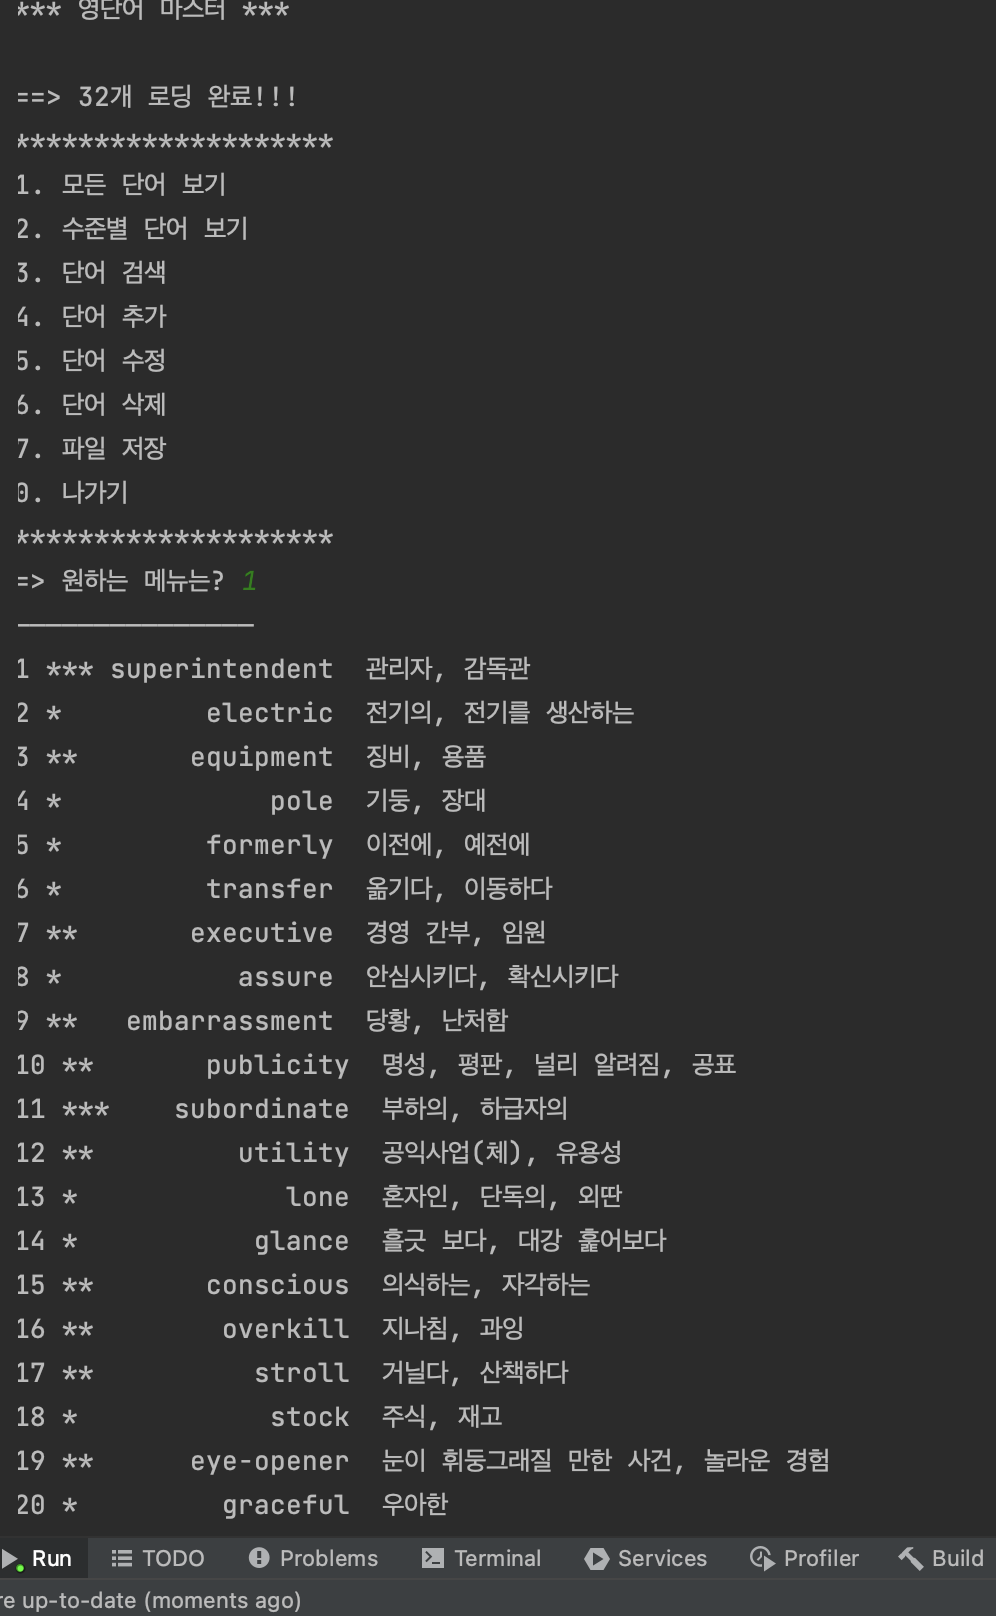 *** 영단어 마스터 ***
==> 32개 로딩 완료!!!
********************
1. 모든 단어 보기
2. 수준별 단어 보기
3. 단어 검색
4. 단어 추가
5. 단어 수정
6. 단어 삭제
7. 파일 저장
0. 나가기
********************
=> 원하는 메뉴는? 1
_______________
1 *** superintendent 관리자, 감독관
2 * electric 전기의, 전기를 생산하는
3 ** equipment 징비, 용품
4 * pole 기둥, 장대
5 * formerly 이전에, 예전에
6 * transfer 옮기다, 이동하다
7 ** executive 경영 간부, 임원
8 * assure 안심시키다, 확신시키다
9 ** embarrassment 당황, 난처함
10 ** publicity 명성, 평판, 널리 알려짐, 공표
11 *** subordinate 부하의, 하급자의
12 ** utility 공익사업(체), 유용성
13 * lone 혼자인, 단독의, 외딴
14 * glance 흘긋 보다, 대강 훑어보다
15 ** conscious 의식하는, 자각하는
16 ** overkill 지나침, 과잉
17 ** stroll 거닐다, 산책하다
18 * stock 주식, 재고
19 ** eye-opener 눈이 휘둥그래질 만한 사건, 놀라운 경험
20 * graceful 우아한
Run TODO Problems Terminal Services Profiler Build
re up-to-date (moments ago)